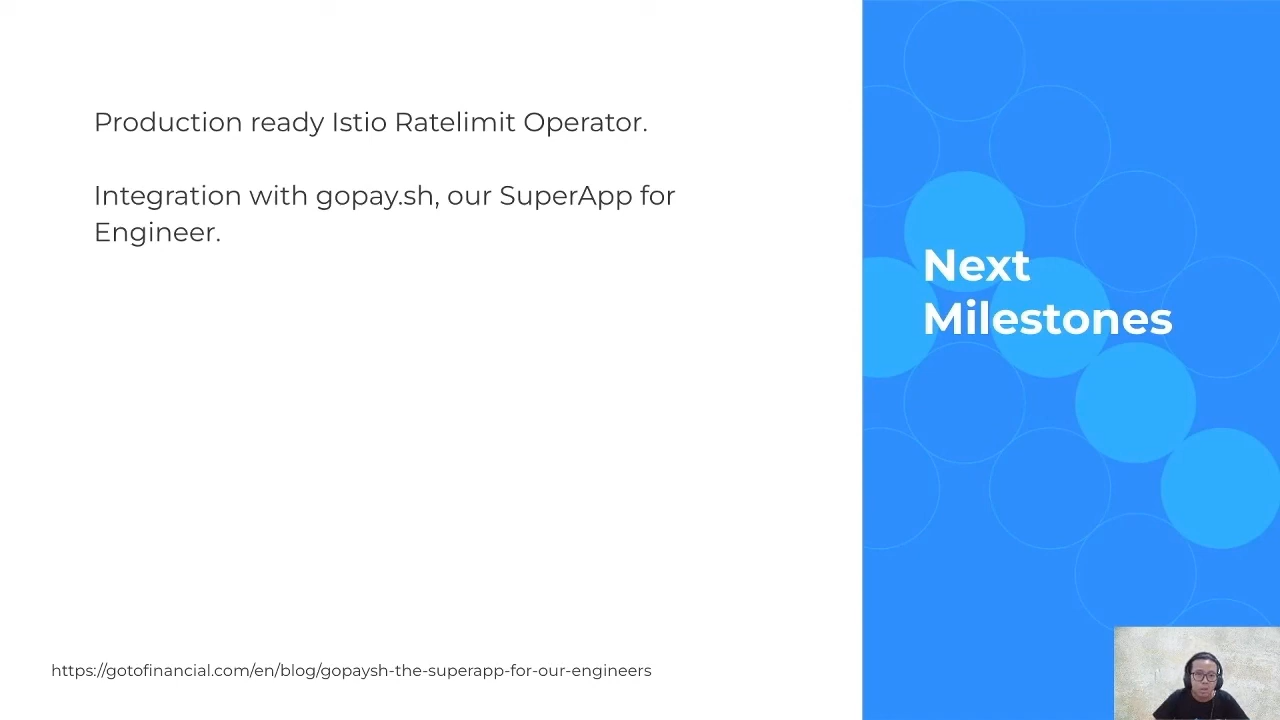 Production ready Istio Ratelimit Operator.
Integration with gopay.sh, our SuperApp for
Engineer.
Next
Milestones
https://gotofinancial.com/en/blog/gopaysh-the-superapp-for-our-engineers